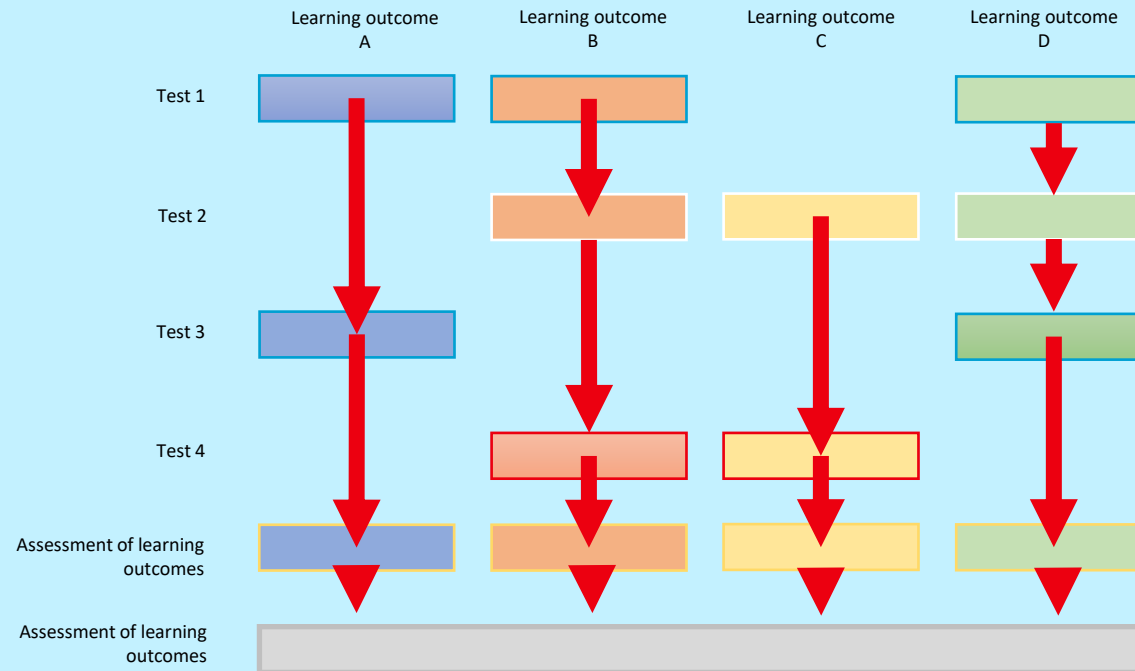 Learning outcome
A
Learning outcome
B
Learning outcome
C
Learning outcome
D
Test 1
Test 2
Test 3
Test 4
Assessment of learning
outcomes
Assessment of learning
outcomes